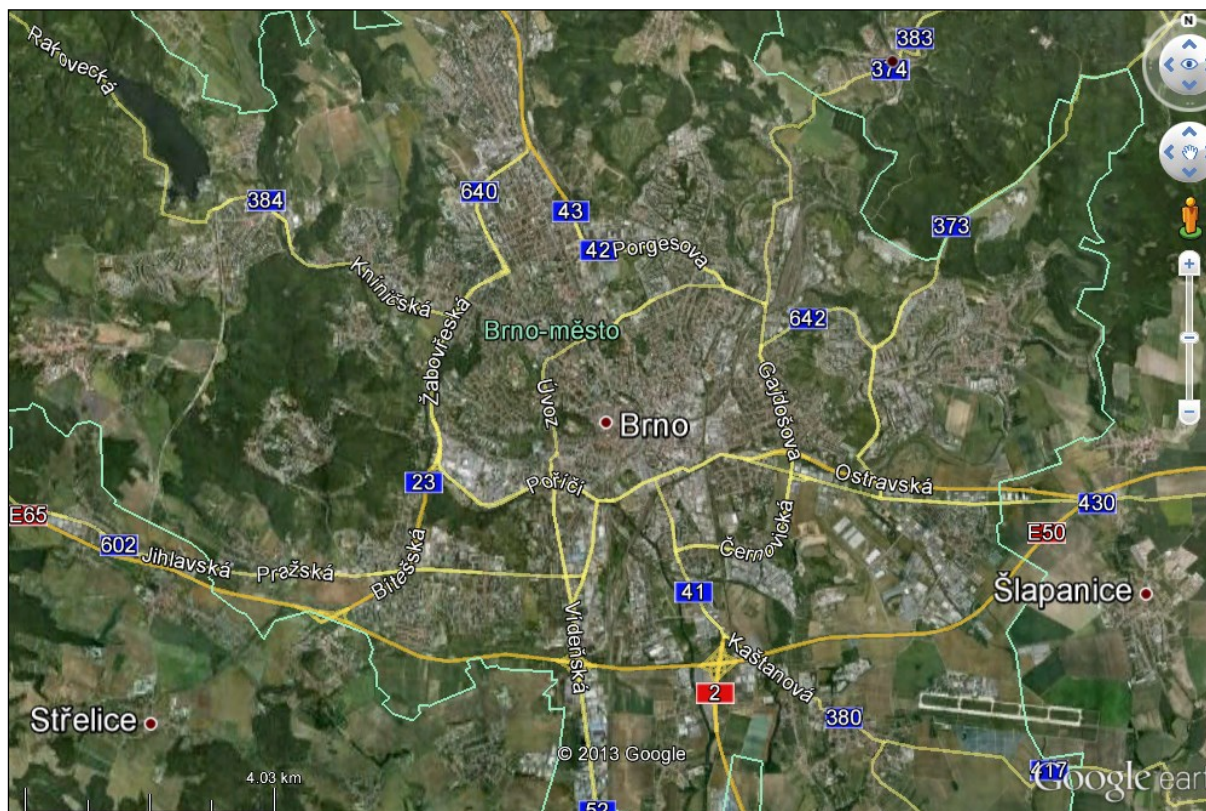 383
Rakovecká
374
N
640
384
43
373
42
Porgesova
Kníničská
642
Brno-město
Žabovřeská
Úvoz
Gajdošova
Brno
23
Poříčí
Ostravská
430
E65
602
Černovická
E50
Jihlavská
Pražská
Bítešská
41
Šlapanice
Vídeňská
Kaštanová
2
Střelice
380
© 2013 Google
4.03 km
417
Google eart
52